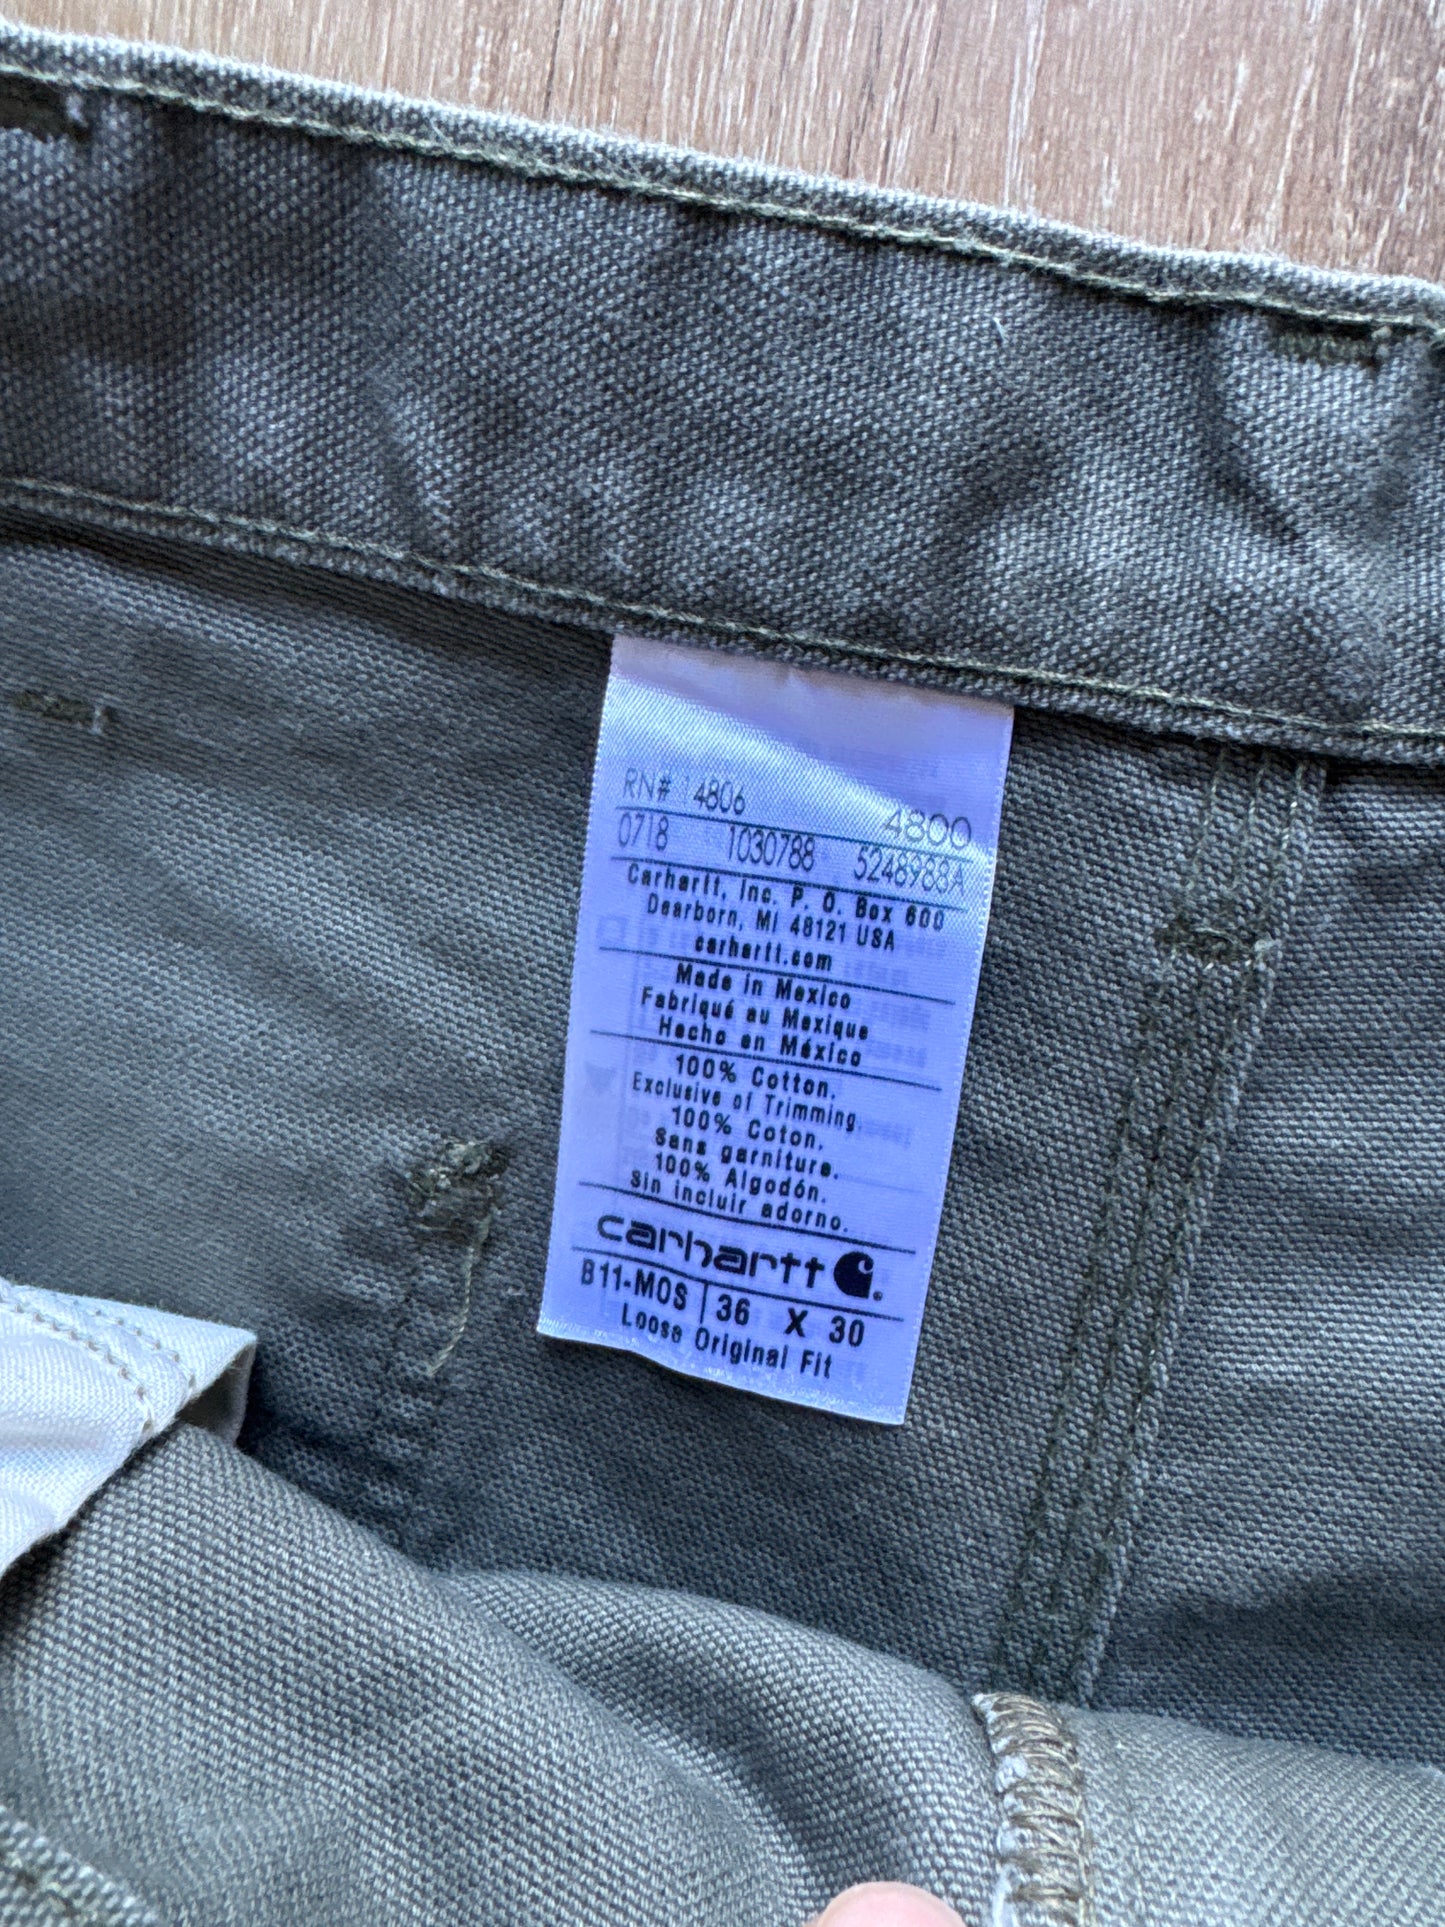 RN# 14806 4800
0718 1030788 5248988A
Carhartt, Inc. P. O. Box 600
Dearborn, MI 48121 USA
carhartt.com
Made in Mexico
Fabriqué au Mexique
Hecho en México
100% Cotton.
Exclusive of Trimming.
100% Coton.
Sans garniture.
100% Algodón.
Sin incluir adorno.
carhartt
B11-MOS 36 X 30
Loose Original Fit